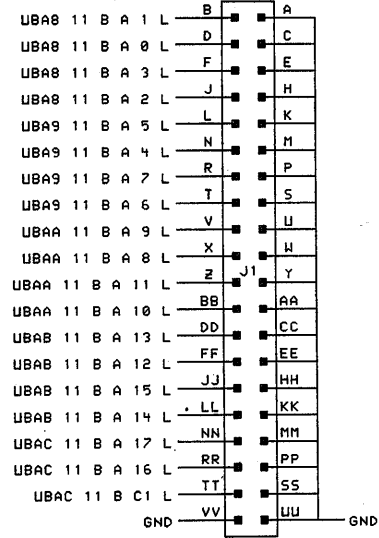 UBA8 11 B A 1 L B A
UBA8 11 B A 0 L D C
UBA8 11 B A 3 L F E
UBA8 11 B A 2 L J H
UBA9 11 B A 5 L L K
UBA9 11 B A 4 L N M
UBA9 11 B A 7 L R P
UBA9 11 B A 6 L T S
UBAA 11 B A 9 L V U
UBAA 11 B A 8 L X W
UBAA 11 B A 11 L Z J1 Y
UBAA 11 B A 10 L BB AA
UBAB 11 B A 13 L DD CC
UBAB 11 B A 12 L FF EE
UBAB 11 B A 15 L JJ HH
UBAB 11 B A 14 L LL KK
UBAC 11 B A 17 L NN MM
UBAC 11 B A 16 L RR PP
UBAC 11 B C1 L TT SS
GND VV UU GND